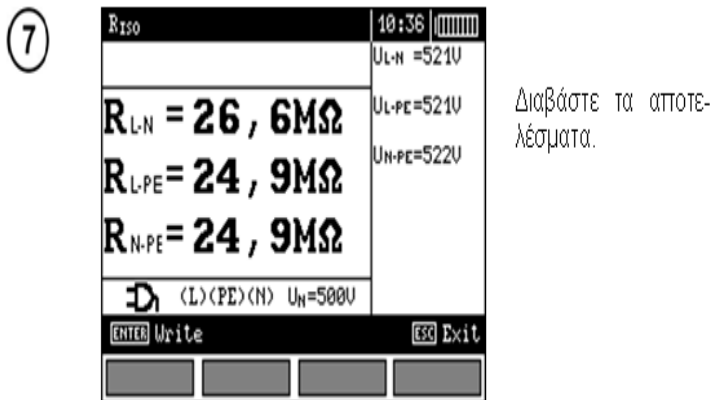 7
RISO 10:36
UL-N =521V
RL-N = 26,6MΩ
UL-PE=521V
RL-PE= 24,9MΩ
UN-PE=522V
RN-PE= 24,9MΩ
(L)(PE)(N) UN=500V
ENTER Write ESC Exit
Διαβάστε τα αποτε-
λέσματα.